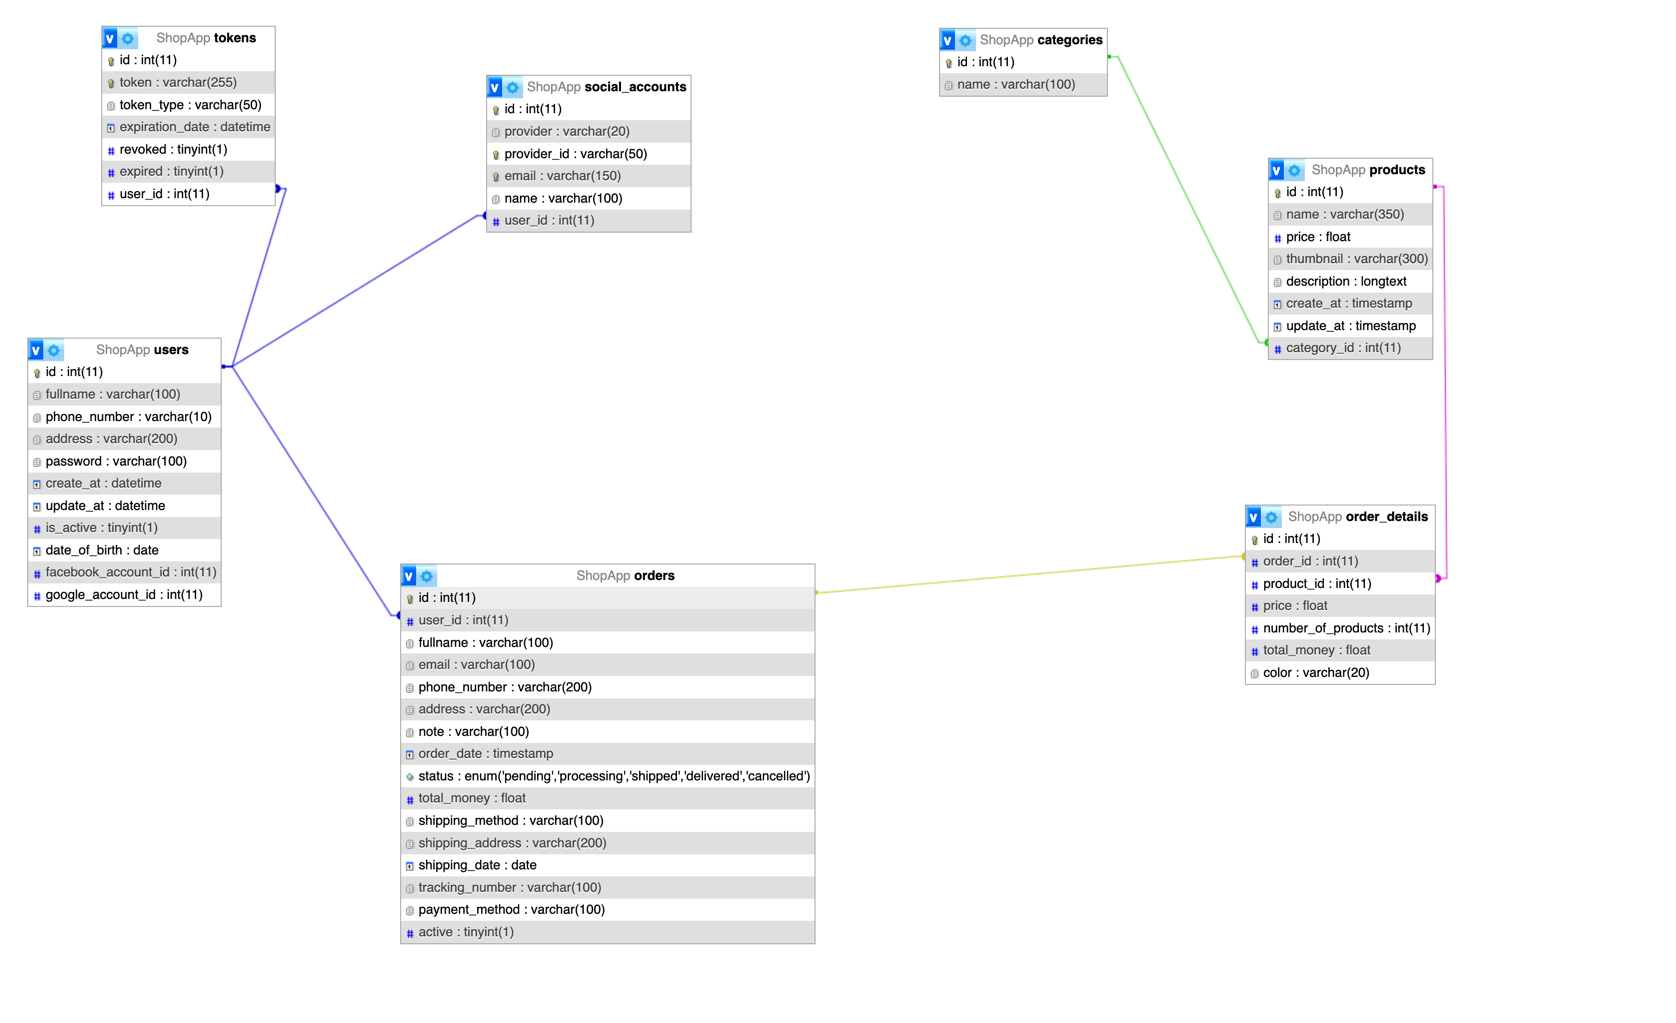 ShopApp tokens
id : int(11)
token : varchar(255)
token_type : varchar(50)
expiration_date : datetime
revoked : tinyint(1)
expired : tinyint(1)
user_id : int(11)
ShopApp social_accounts
id : int(11)
provider : varchar(20)
provider_id : varchar(50)
email : varchar(150)
name : varchar(100)
user_id : int(11)
ShopApp categories
id : int(11)
name : varchar(100)
ShopApp products
id : int(11)
name : varchar(350)
price : float
thumbnail : varchar(300)
description : longtext
create_at : timestamp
update_at : timestamp
category_id : int(11)
ShopApp users
id : int(11)
fullname : varchar(100)
phone_number : varchar(10)
address : varchar(200)
password : varchar(100)
create_at : datetime
update_at : datetime
is_active : tinyint(1)
date_of_birth : date
facebook_account_id : int(11)
google_account_id : int(11)
ShopApp orders
id : int(11)
user_id : int(11)
fullname : varchar(100)
email : varchar(100)
phone_number : varchar(200)
address : varchar(200)
note : varchar(100)
order_date : timestamp
status : enum('pending','processing','shipped','delivered','cancelled')
total_money : float
shipping_method : varchar(100)
shipping_address : varchar(200)
shipping_date : date
tracking_number : varchar(100)
payment_method : varchar(100)
active : tinyint(1)
ShopApp order_details
id : int(11)
order_id : int(11)
product_id : int(11)
price : float
number_of_products : int(11)
total_money : float
color : varchar(20)